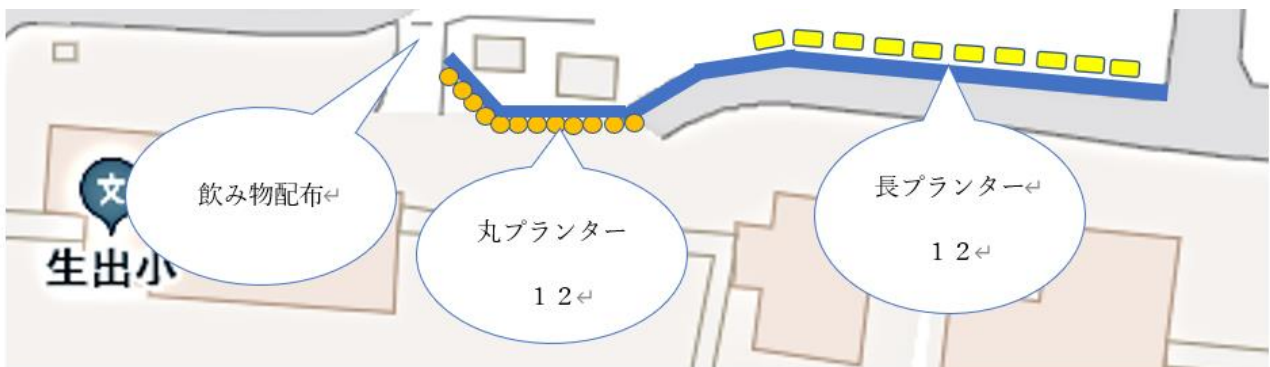 飲み物配布↵
長プランター↵
１２↵
丸プランター
１２↵
文
生出小